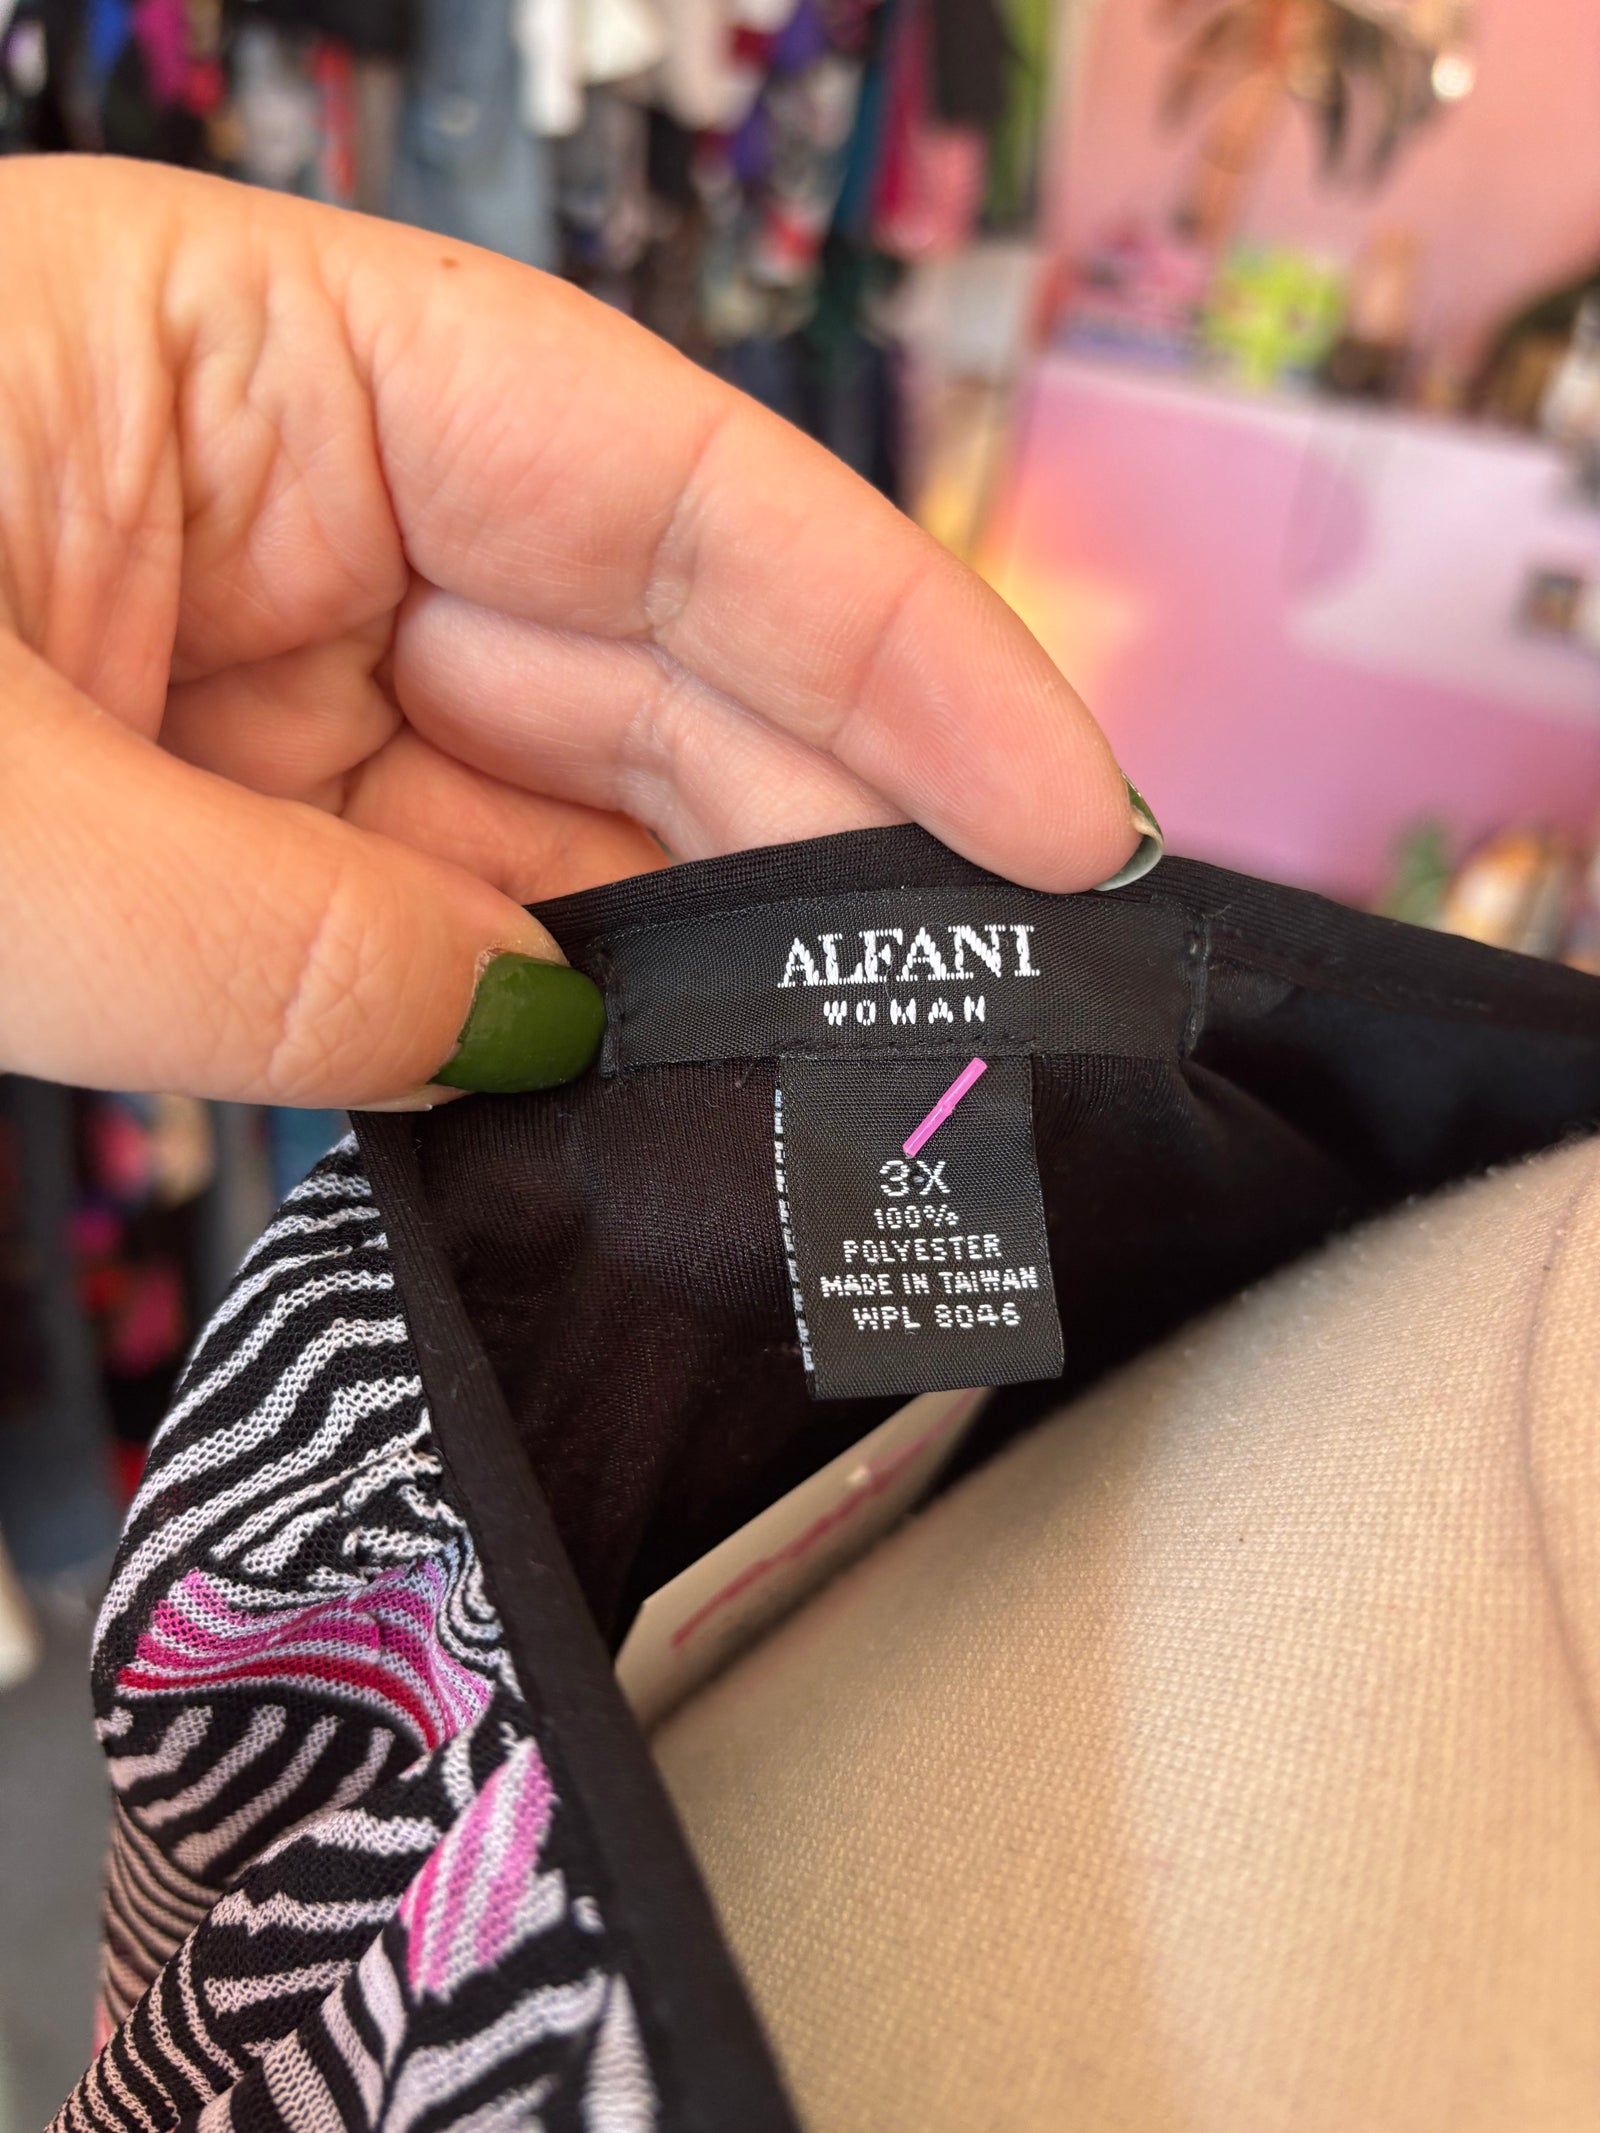 ALFANI
WOMAN
3X
100%
POLYESTER
MADE IN TAIWAN
WPL 8046